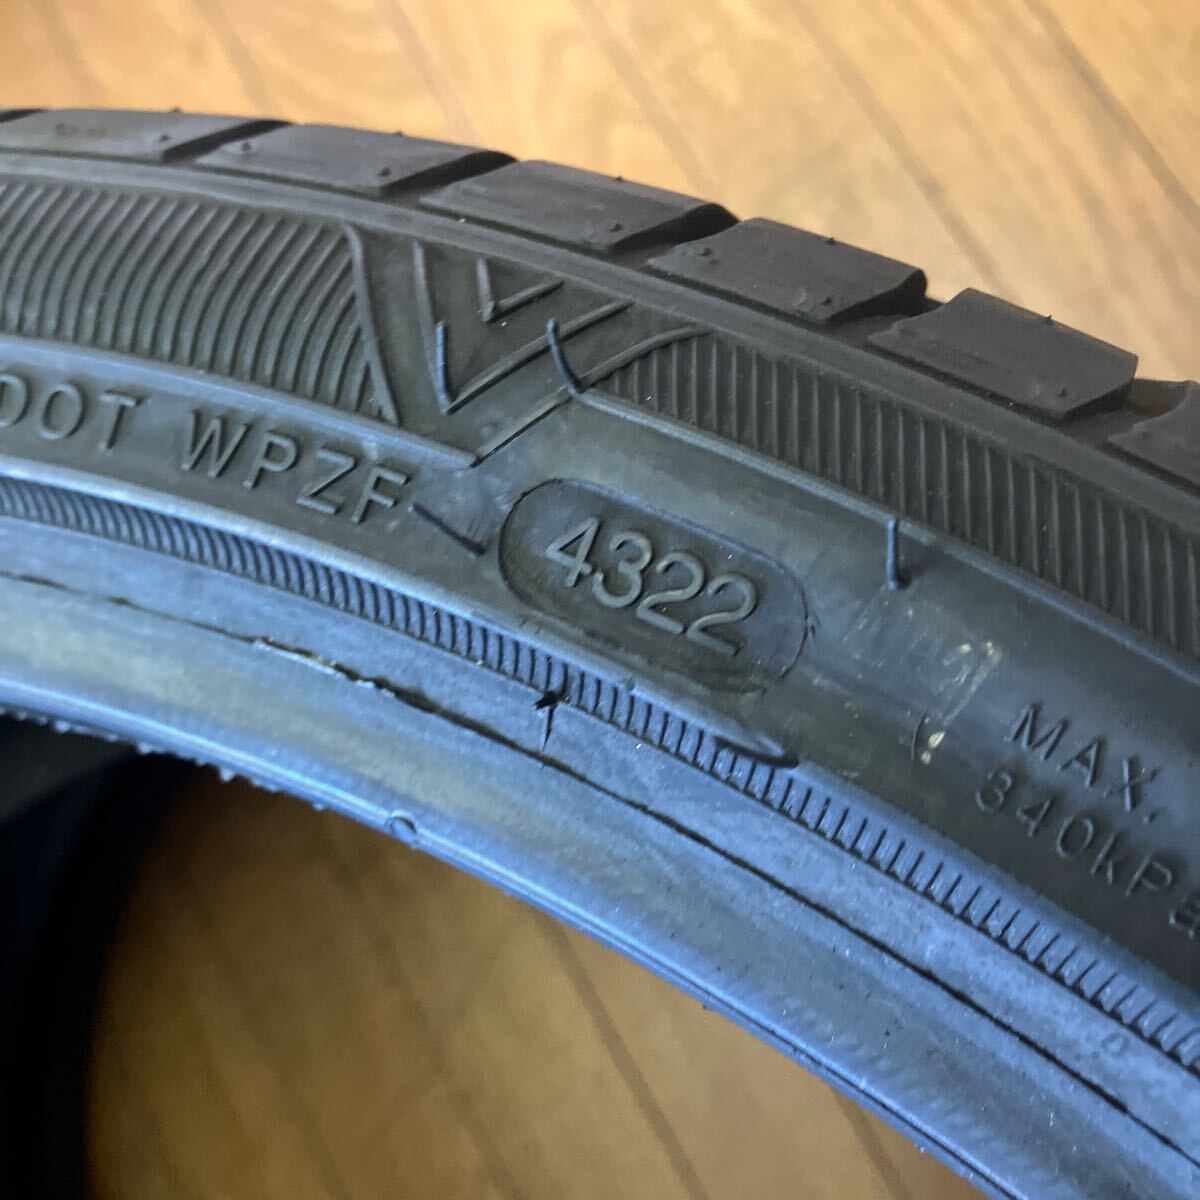 DOT WPZF
4322
MAX.
340kPa